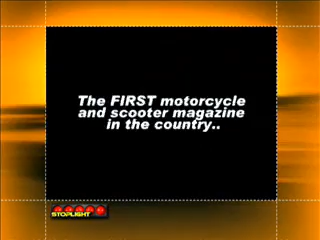 The FIRST motorcycle
and scooter magazine
in the country..
STOPLIGHT